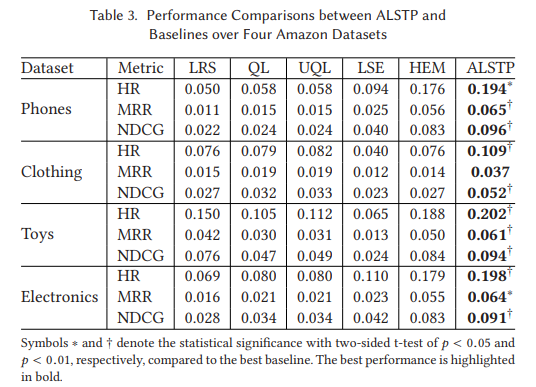 Table 3. Performance Comparisons between ALSTP and
Baselines over Four Amazon Datasets
Dataset Metric LRS QL UQL LSE HEM ALSTP
Phones HR 0.050 0.058 0.058 0.094 0.176 0.194*
MRR 0.011 0.015 0.015 0.025 0.056 0.065†
NDCG 0.022 0.024 0.024 0.040 0.083 0.096†
Clothing HR 0.076 0.079 0.082 0.040 0.076 0.109†
MRR 0.015 0.019 0.019 0.012 0.014 0.037
NDCG 0.027 0.032 0.033 0.023 0.027 0.052†
Toys HR 0.150 0.105 0.112 0.065 0.188 0.202†
MRR 0.042 0.030 0.031 0.013 0.050 0.061†
NDCG 0.076 0.047 0.049 0.024 0.084 0.094†
Electronics HR 0.069 0.080 0.080 0.110 0.179 0.198†
MRR 0.016 0.021 0.021 0.023 0.055 0.064*
NDCG 0.028 0.034 0.034 0.042 0.083 0.091†
Symbols * and † denote the statistical significance with two-sided t-test of p < 0.05 and
p < 0.01, respectively, compared to the best baseline. The best performance is highlighted
in bold.